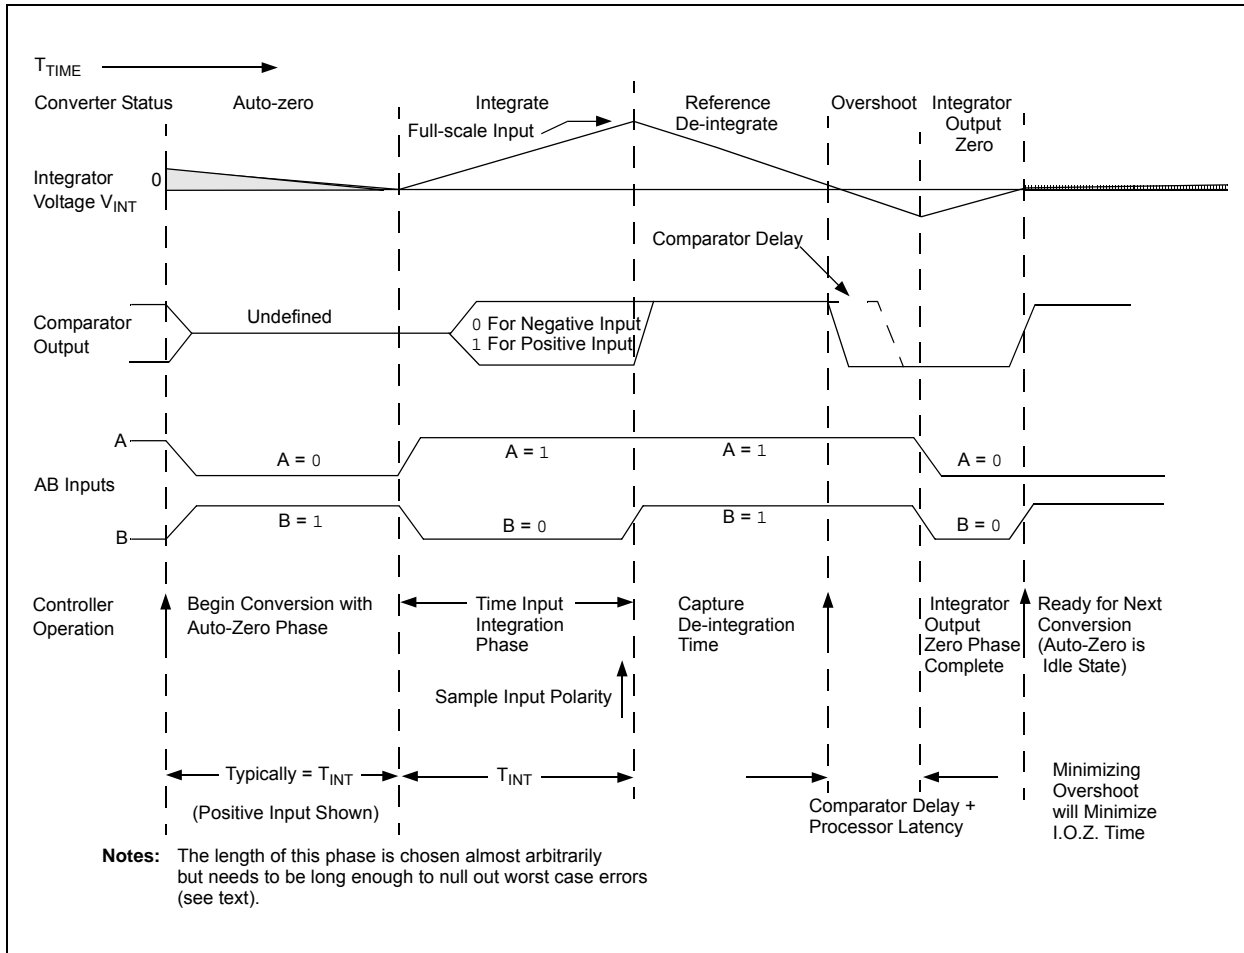 TTIME
Converter Status
Auto-zero
Integrate
Full-scale Input
Reference
De-integrate
Overshoot
Integrator
Output
Zero
Integrator
Voltage VINT
0
Comparator Delay
Comparator
Output
Undefined
0 For Negative Input
1 For Positive Input
AB Inputs
A
A = 0
A = 1
A = 1
A = 0
B
B = 1
B = 0
B = 1
B = 0
Controller
Operation
Begin Conversion with
Auto-Zero Phase
Time Input
Integration
Phase
Sample Input Polarity
Capture
De-integration
Time
Integrator
Output
Zero Phase
Complete
Ready for Next
Conversion
(Auto-Zero is
Idle State)
Typically = TINT
(Positive Input Shown)
TINT
Comparator Delay +
Processor Latency
Minimizing
Overshoot
will Minimize
I.O.Z. Time
Notes: The length of this phase is chosen almost arbitrarily
but needs to be long enough to null out worst case errors
(see text).